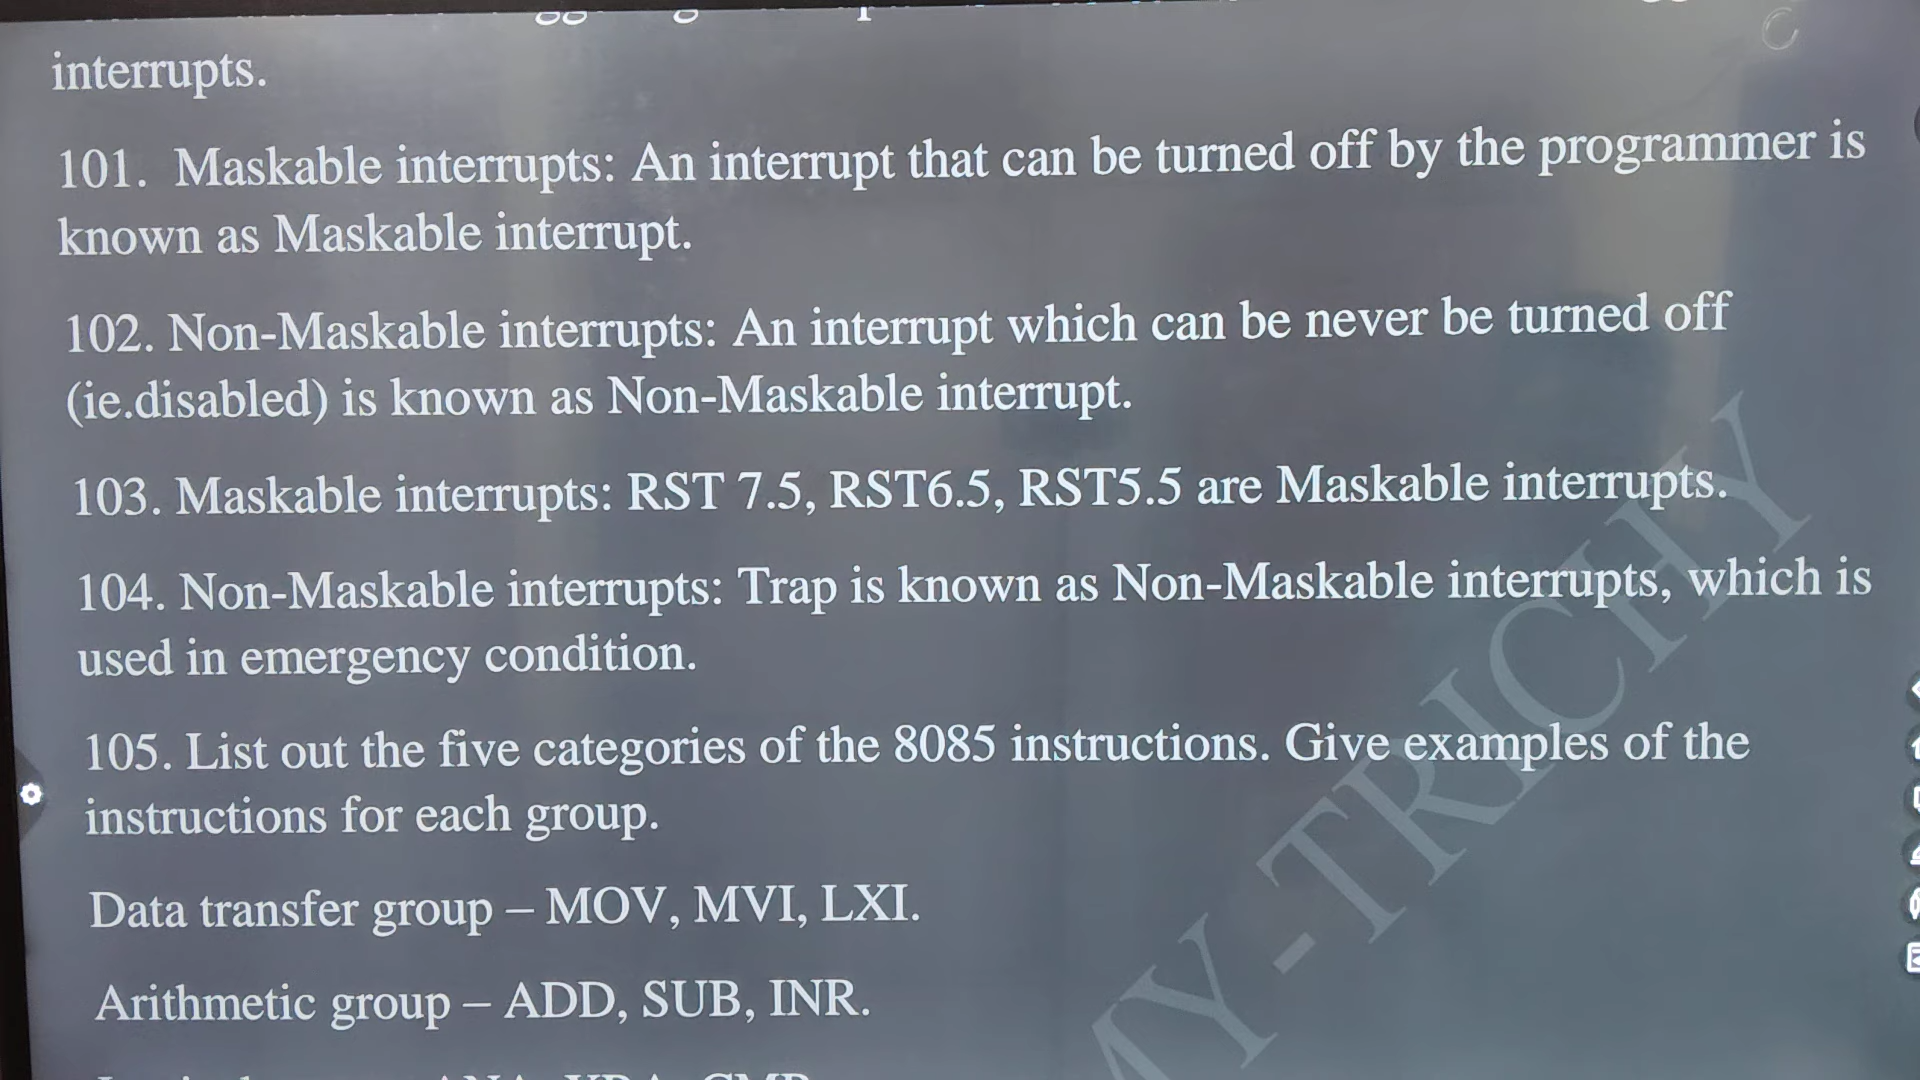 interrupts.
101. Maskable interrupts: An interrupt that can be turned off by the programmer is
known as Maskable interrupt.
102. Non-Maskable interrupts: An interrupt which can be never be turned off
(ie.disabled) is known as Non-Maskable interrupt.
103. Maskable interrupts: RST 7.5, RST6.5, RST5.5 are Maskable interrupts.
104. Non-Maskable interrupts: Trap is known as Non-Maskable interrupts, which is
used in emergency condition.
105. List out the five categories of the 8085 instructions. Give examples of the
instructions for each group.
Data transfer group – MOV, MVI, LXI.
Arithmetic group – ADD, SUB, INR.
MY - TRICHY